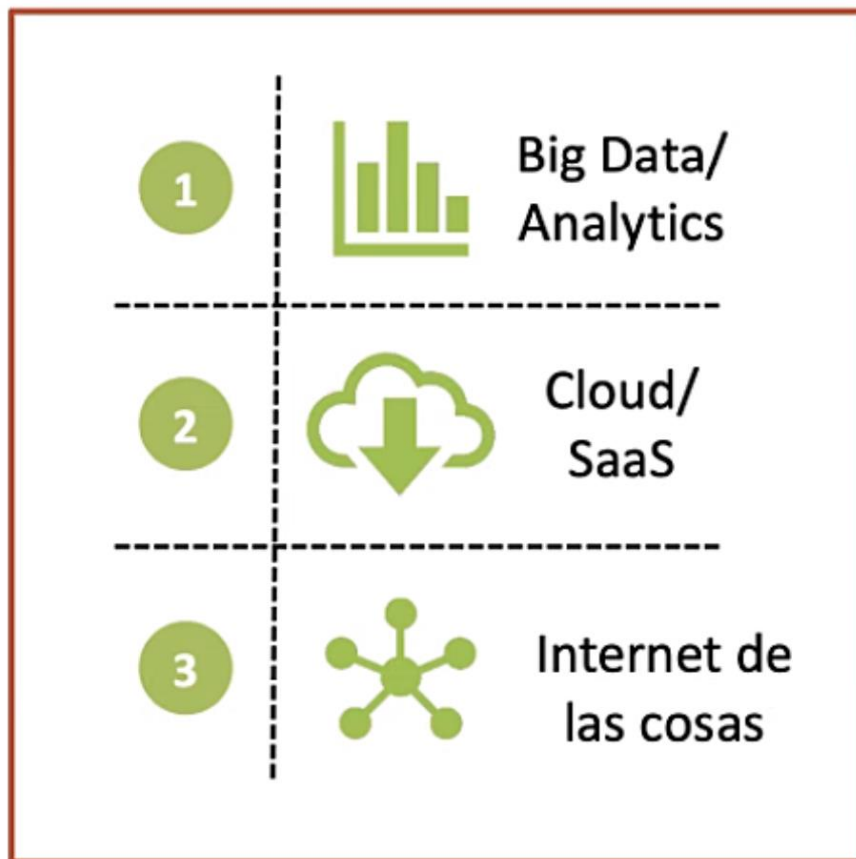 1
Big Data/
Analytics
2
Cloud/
SaaS
3
Internet de
las cosas